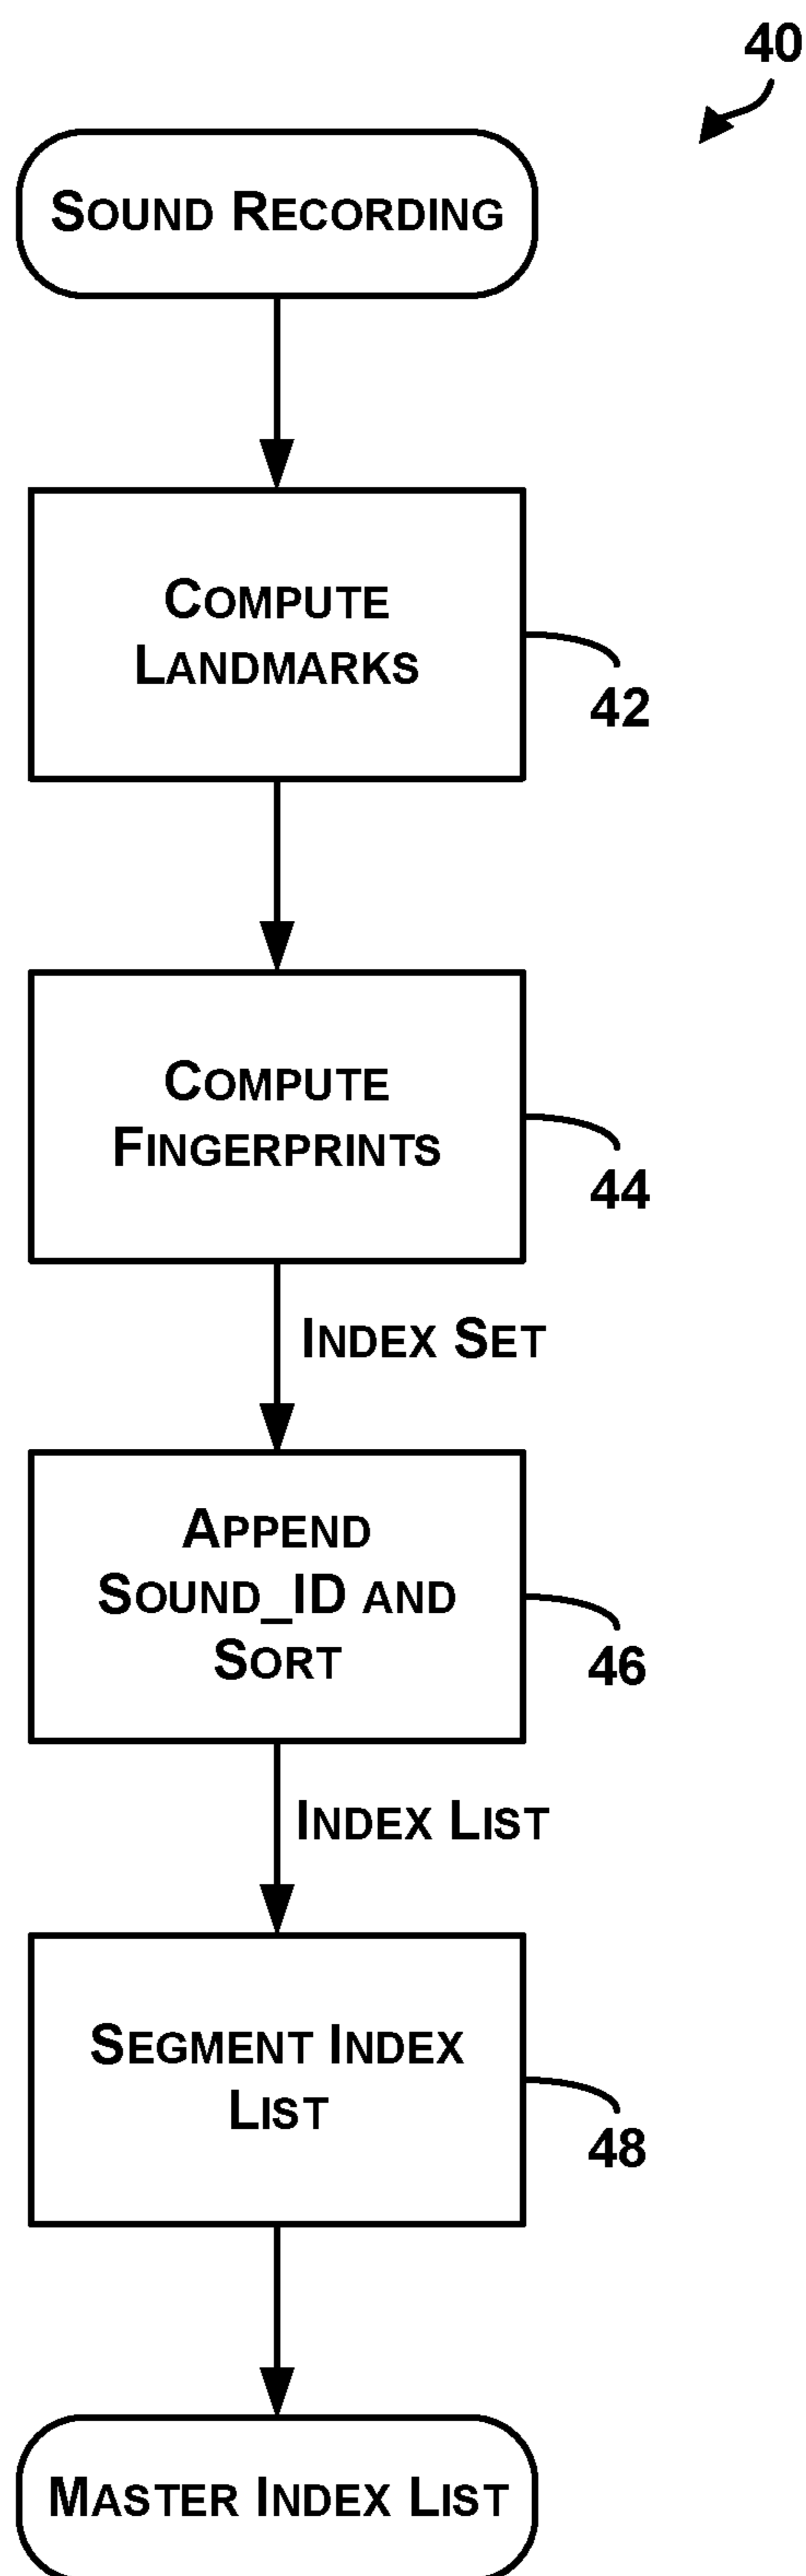 40
SOUND RECORDING
COMPUTE
LANDMARKS
42
COMPUTE
FINGERPRINTS
44
INDEX SET
APPEND
SOUND_ID AND
SORT
46
INDEX LIST
SEGMENT INDEX
LIST
48
MASTER INDEX LIST